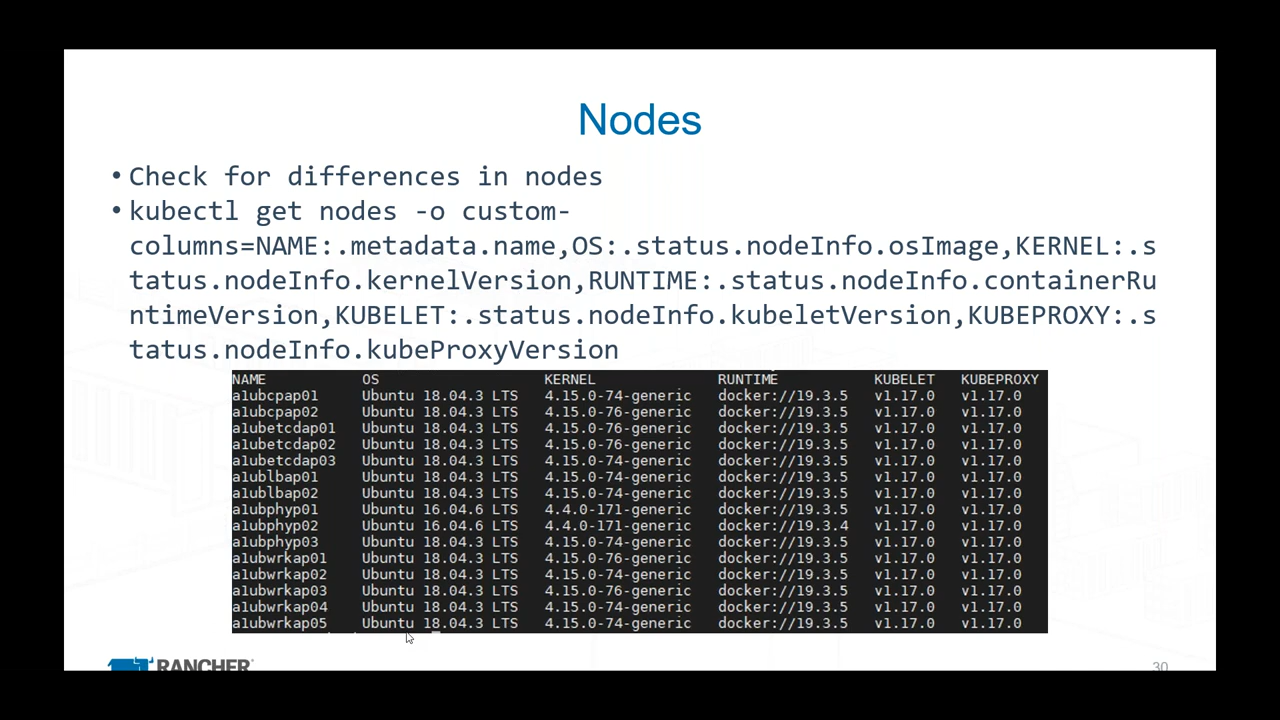 Nodes
• Check for differences in nodes
• kubectl get nodes -o custom-
columns=NAME:.metadata.name,OS:.status.nodeInfo.osImage,KERNEL:.s
tatus.nodeInfo.kernelVersion,RUNTIME:.status.nodeInfo.containerRu
ntimeVersion,KUBELET:.status.nodeInfo.kubeletVersion,KUBEPROXY:.s
tatus.nodeInfo.kubeProxyVersion
NAME OS KERNEL RUNTIME KUBELET KUBEPROXY
a1ubcpap01 Ubuntu 18.04.3 LTS 4.15.0-74-generic docker://19.3.5 v1.17.0 v1.17.0
a1ubcpap02 Ubuntu 18.04.3 LTS 4.15.0-76-generic docker://19.3.5 v1.17.0 v1.17.0
a1ubetcdap01 Ubuntu 18.04.3 LTS 4.15.0-76-generic docker://19.3.5 v1.17.0 v1.17.0
a1ubetcdap02 Ubuntu 18.04.3 LTS 4.15.0-76-generic docker://19.3.5 v1.17.0 v1.17.0
a1ubetcdap03 Ubuntu 18.04.3 LTS 4.15.0-74-generic docker://19.3.5 v1.17.0 v1.17.0
a1ublbap01 Ubuntu 18.04.3 LTS 4.15.0-74-generic docker://19.3.5 v1.17.0 v1.17.0
a1ublbap02 Ubuntu 18.04.3 LTS 4.15.0-74-generic docker://19.3.5 v1.17.0 v1.17.0
a1ubphyp01 Ubuntu 16.04.6 LTS 4.4.0-171-generic docker://19.3.5 v1.17.0 v1.17.0
a1ubphyp02 Ubuntu 16.04.6 LTS 4.4.0-171-generic docker://19.3.4 v1.17.0 v1.17.0
a1ubphyp03 Ubuntu 18.04.3 LTS 4.15.0-74-generic docker://19.3.5 v1.17.0 v1.17.0
a1ubwrkap01 Ubuntu 18.04.3 LTS 4.15.0-76-generic docker://19.3.5 v1.17.0 v1.17.0
a1ubwrkap02 Ubuntu 18.04.3 LTS 4.15.0-74-generic docker://19.3.5 v1.17.0 v1.17.0
a1ubwrkap03 Ubuntu 18.04.3 LTS 4.15.0-76-generic docker://19.3.5 v1.17.0 v1.17.0
a1ubwrkap04 Ubuntu 18.04.3 LTS 4.15.0-74-generic docker://19.3.5 v1.17.0 v1.17.0
a1ubwrkap05 Ubuntu 18.04.3 LTS 4.15.0-74-generic docker://19.3.5 v1.17.0 v1.17.0
RANCHER
30